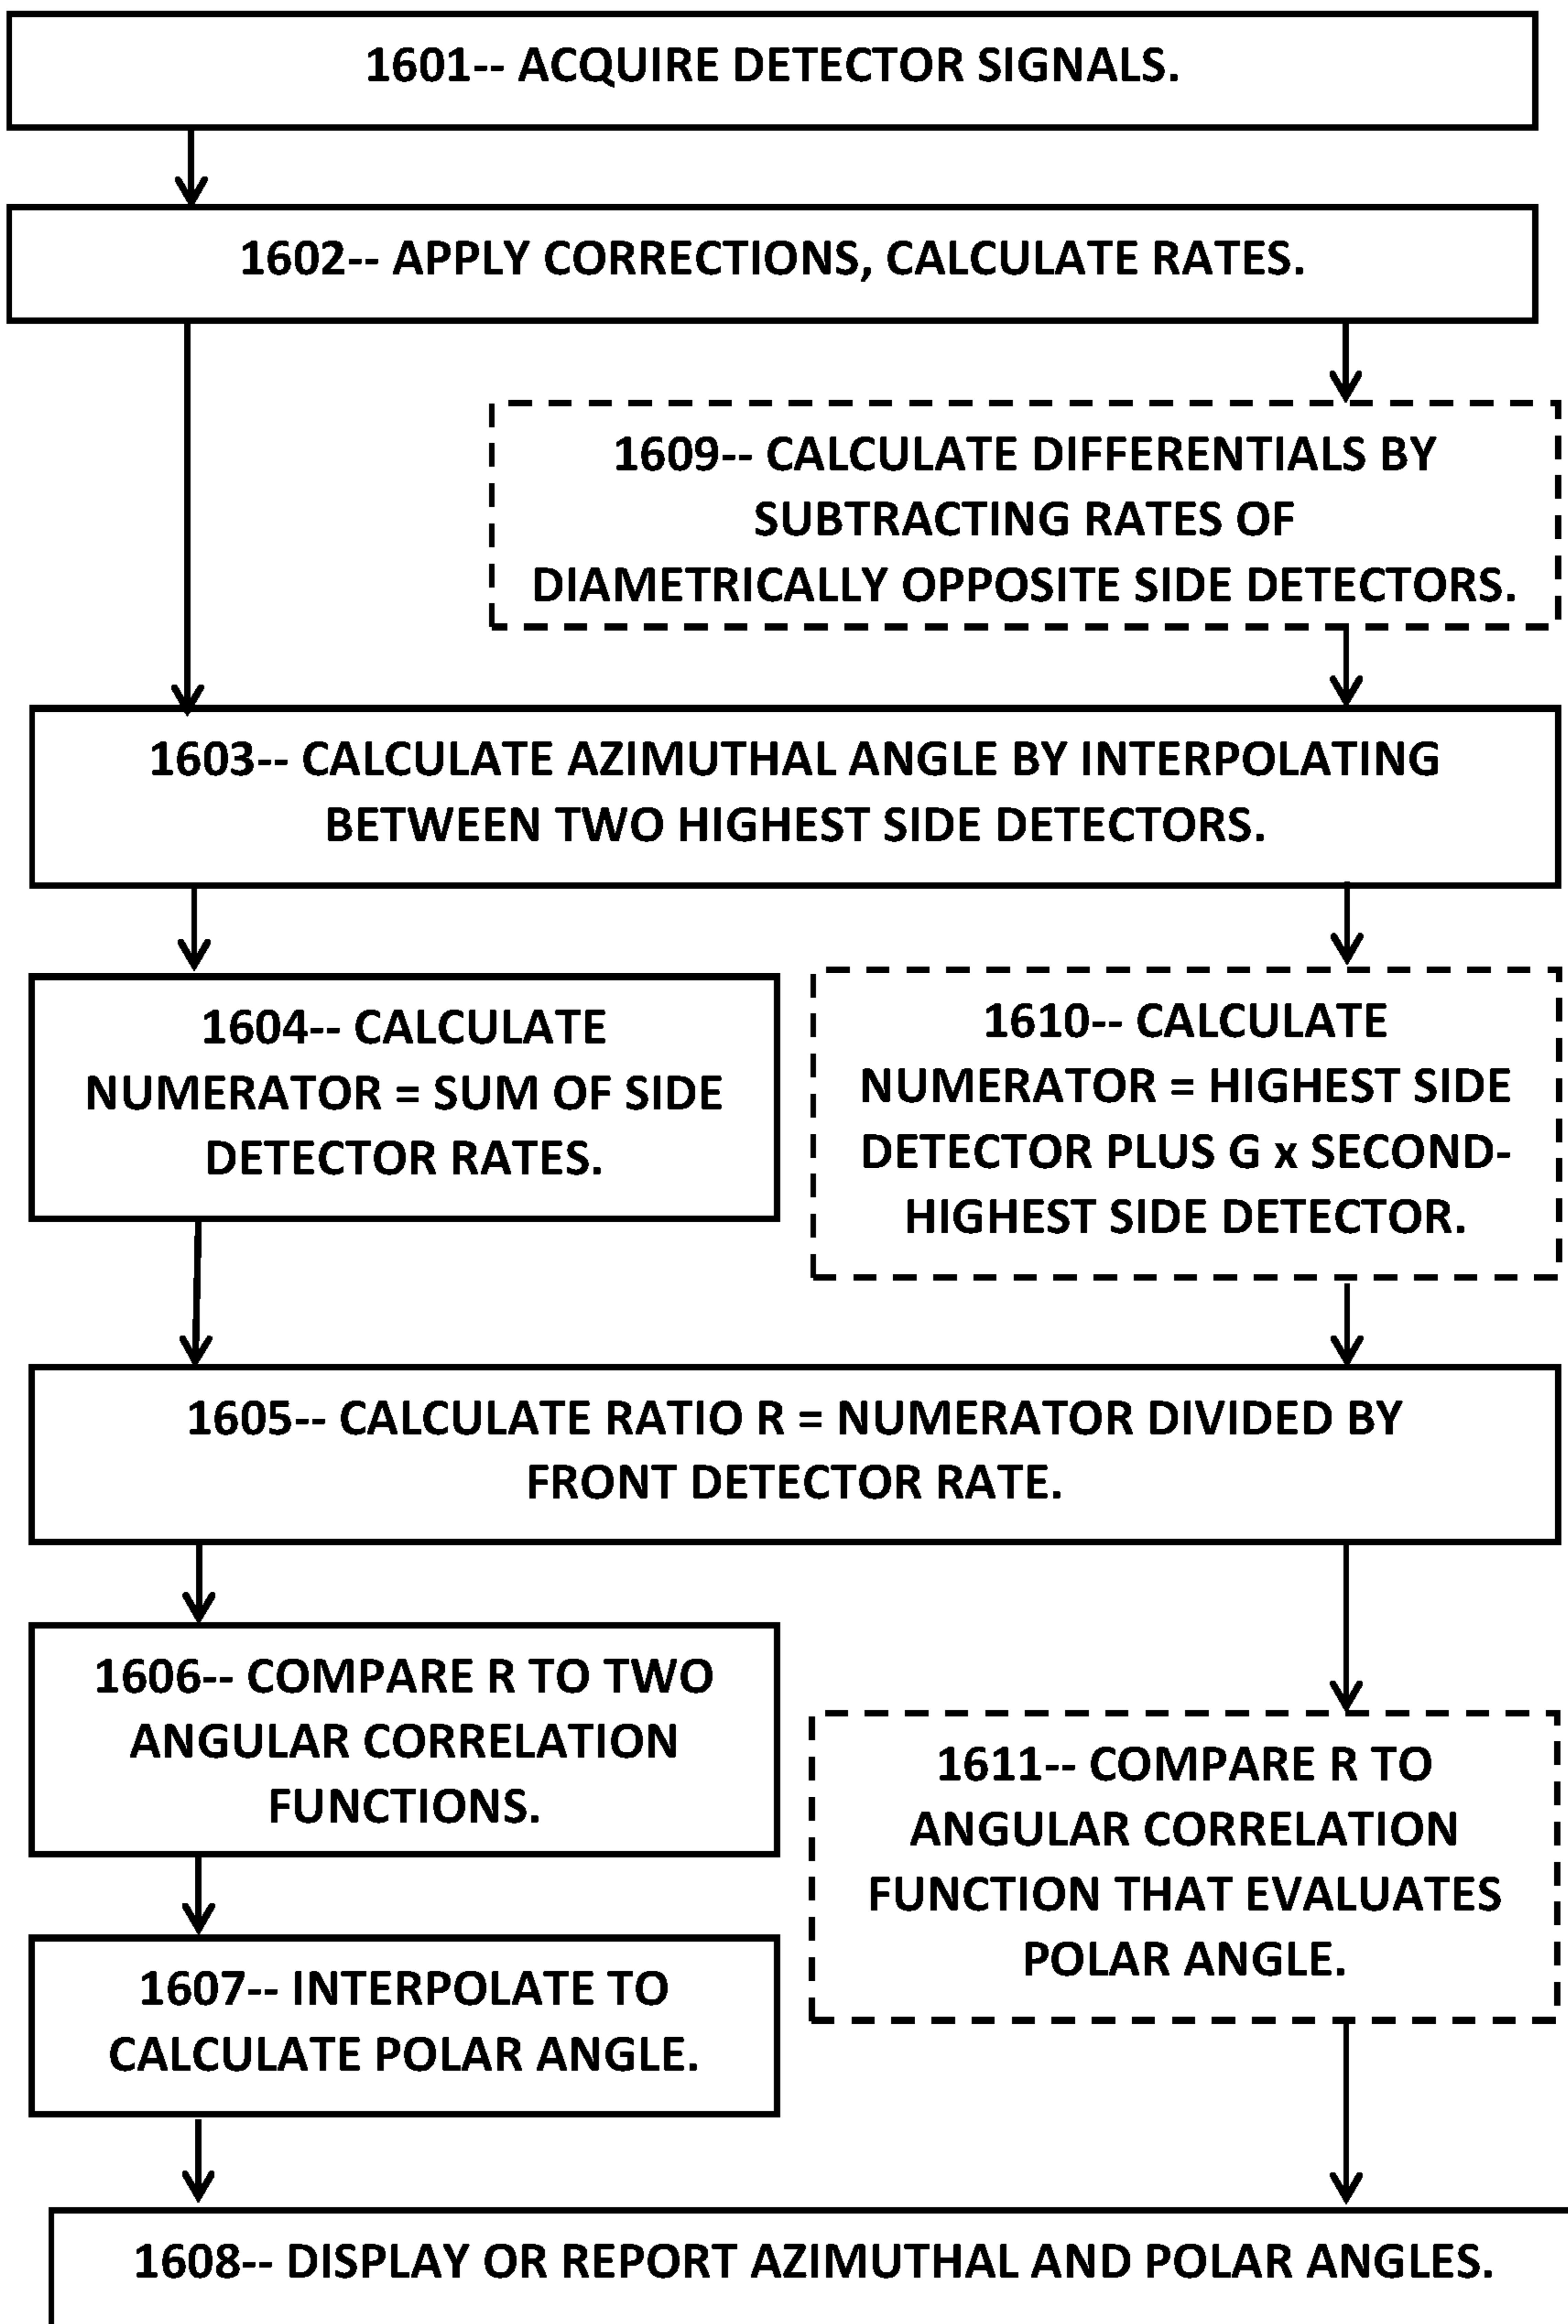 1601-- ACQUIRE DETECTOR SIGNALS.
1602-- APPLY CORRECTIONS, CALCULATE RATES.
1609-- CALCULATE DIFFERENTIALS BY
SUBTRACTING RATES OF
DIAMETRICALLY OPPOSITE SIDE DETECTORS.
1603-- CALCULATE AZIMUTHAL ANGLE BY INTERPOLATING
BETWEEN TWO HIGHEST SIDE DETECTORS.
1604-- CALCULATE
NUMERATOR = SUM OF SIDE
DETECTOR RATES.
1610-- CALCULATE
NUMERATOR = HIGHEST SIDE
DETECTOR PLUS G x SECOND-
HIGHEST SIDE DETECTOR.
1605-- CALCULATE RATIO R = NUMERATOR DIVIDED BY
FRONT DETECTOR RATE.
1606-- COMPARE R TO TWO
ANGULAR CORRELATION
FUNCTIONS.
1607-- INTERPOLATE TO
CALCULATE POLAR ANGLE.
1611-- COMPARE R TO
ANGULAR CORRELATION
FUNCTION THAT EVALUATES
POLAR ANGLE.
1608-- DISPLAY OR REPORT AZIMUTHAL AND POLAR ANGLES.